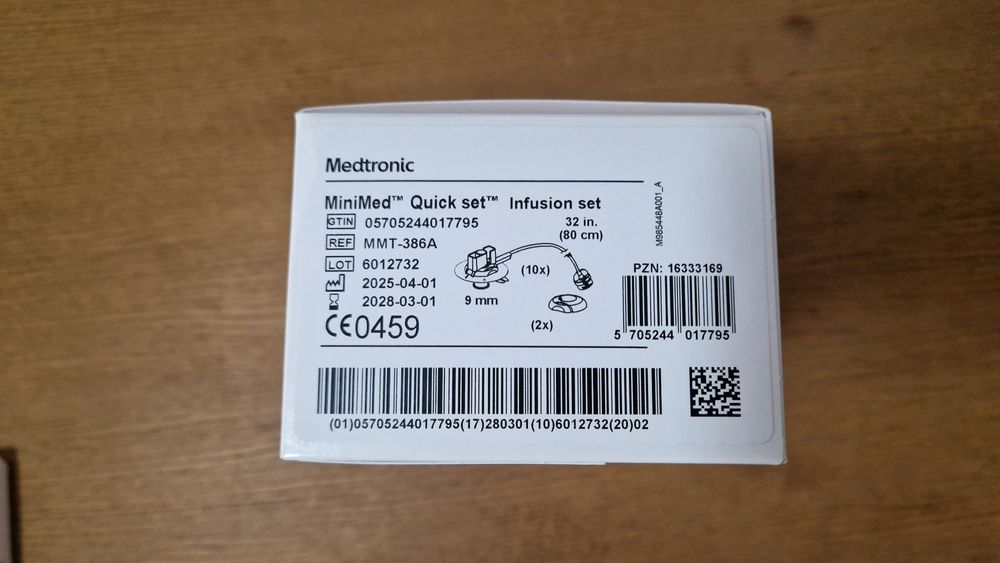 Medtronic
MiniMed™ Quick set™ Infusion set
GTIN 05705244017795
REF MMT-386A
LOT 6012732
2025-04-01
2028-03-01
CE0459
32 in.
(80 cm)
(10x)
9 mm
(2x)
M985448A001_A
PZN: 16333169
5 705244 017795
(01)05705244017795(17)280301(10)6012732(20)02